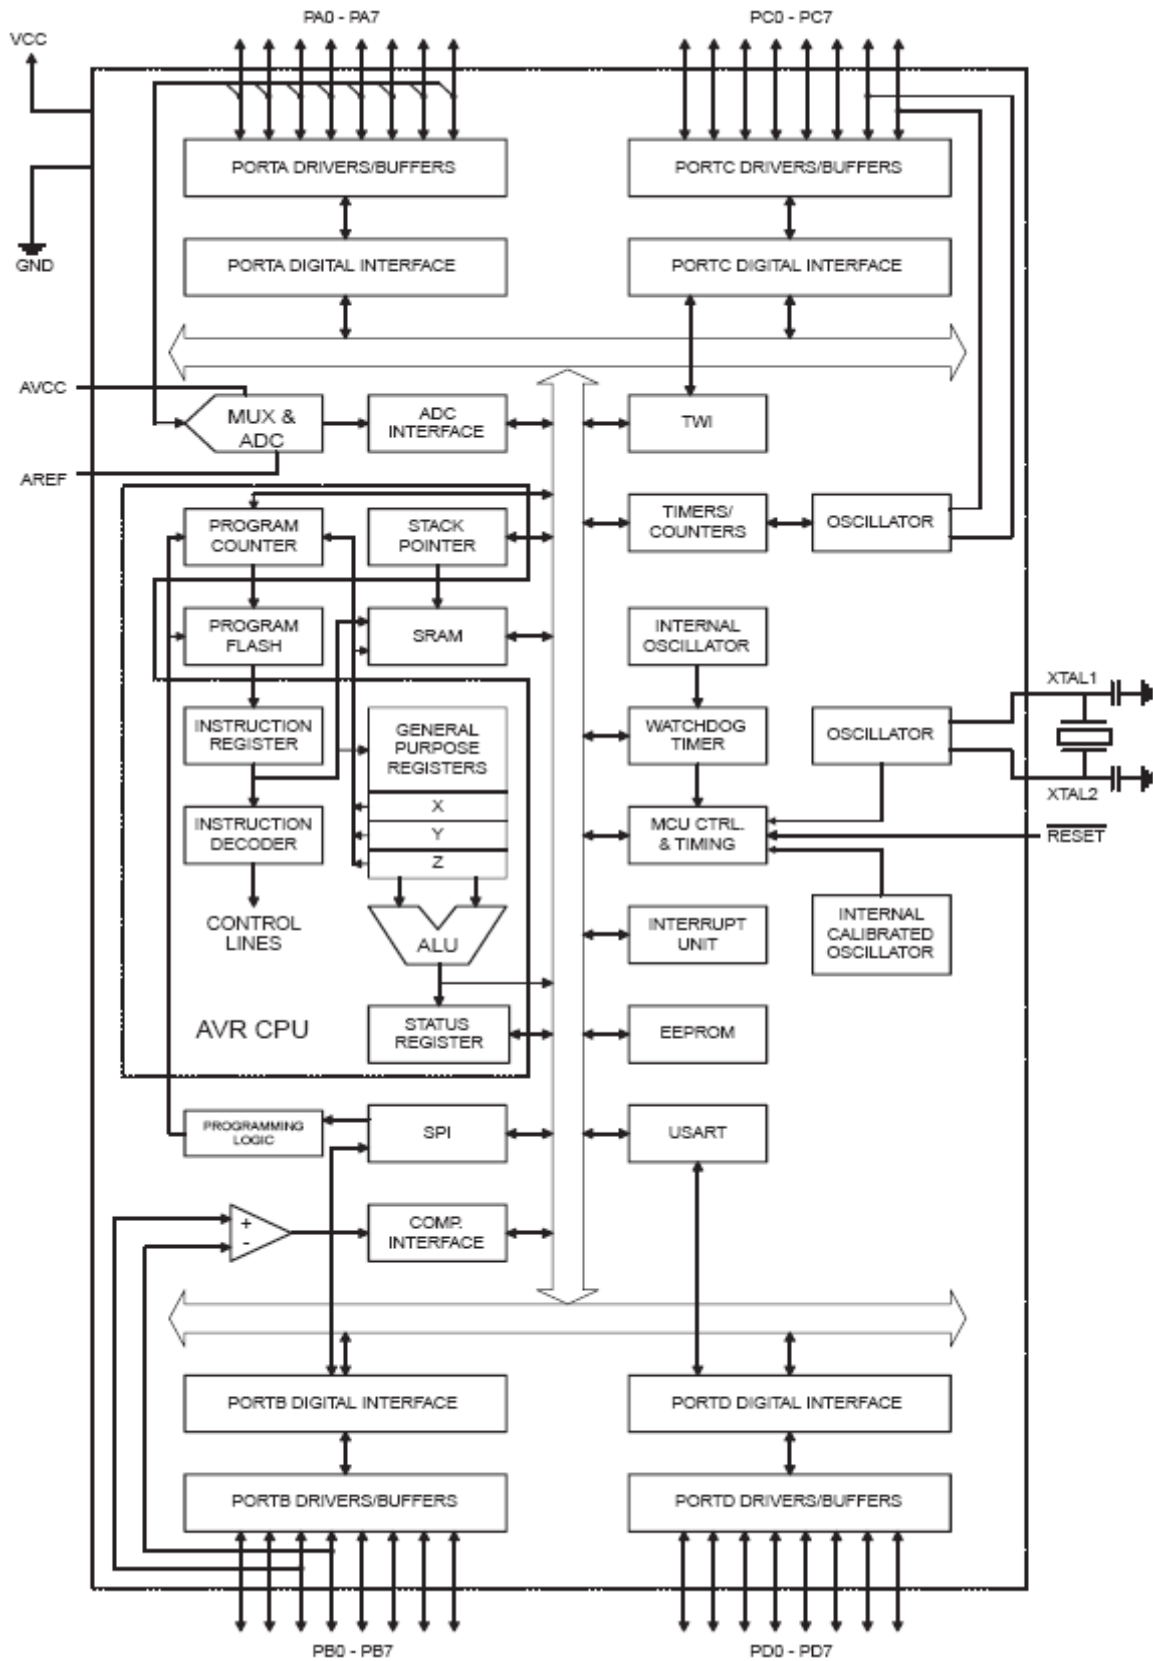 PA0 - PA7
PC0 - PC7
VCC
PORTA DRIVERS/BUFFERS
PORTC DRIVERS/BUFFERS
GND
PORTA DIGITAL INTERFACE
PORTC DIGITAL INTERFACE
AVCC
MUX &
ADC
ADC
INTERFACE
TWI
AREF
PROGRAM
COUNTER
STACK
POINTER
TIMERS/
COUNTERS
OSCILLATOR
PROGRAM
FLASH
SRAM
INTERNAL
OSCILLATOR
XTAL1
INSTRUCTION
REGISTER
GENERAL
PURPOSE
REGISTERS
WATCHDOG
TIMER
OSCILLATOR
XTAL2
X
INSTRUCTION
DECODER
Y
MCU CTRL.
& TIMING
RESET
Z
CONTROL
LINES
ALU
INTERRUPT
UNIT
INTERNAL
CALIBRATED
OSCILLATOR
AVR CPU
STATUS
REGISTER
EEPROM
PROGRAMMING
LOGIC
SPI
USART
+
-
COMP.
INTERFACE
PORTB DIGITAL INTERFACE
PORTD DIGITAL INTERFACE
PORTB DRIVERS/BUFFERS
PORTD DRIVERS/BUFFERS
PB0 - PB7
PD0 - PD7